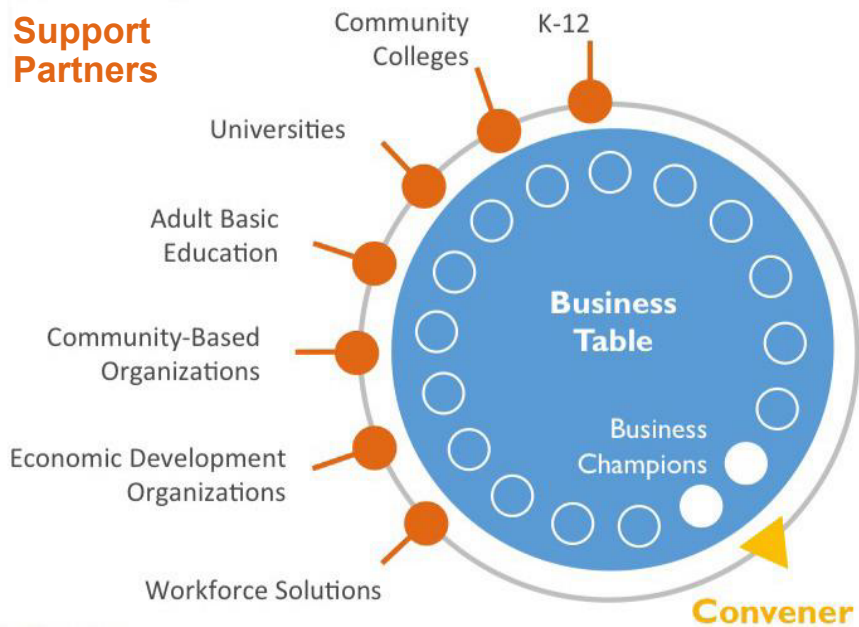 Support
Partners
Community
Colleges
K-12
Universities
Adult Basic
Education
Community-Based
Organizations
Economic Development
Organizations
Workforce Solutions
Business
Table
Business
Champions
Convener